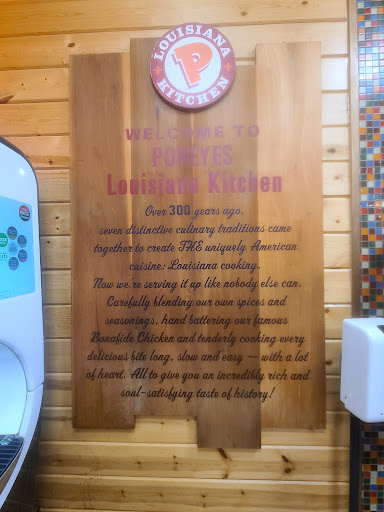 LOUISIANA
P
KITCHEN
WELCOME TO
POPEYES
Louisiana Kitchen
Over 300 years ago,
seven distinctive culinary traditions came
together to create THE uniquely American
cuisine: Louisiana cooking.
Now we're serving it up like nobody else can.
Carefully blending our own spices and
seasonings, hand battering our famous
Bonafide Chicken and tenderly cooking every
delicious bite long, slow and easy — with a lot
of heart. All to give you an incredibly rich and
soul-satisfying taste of history!